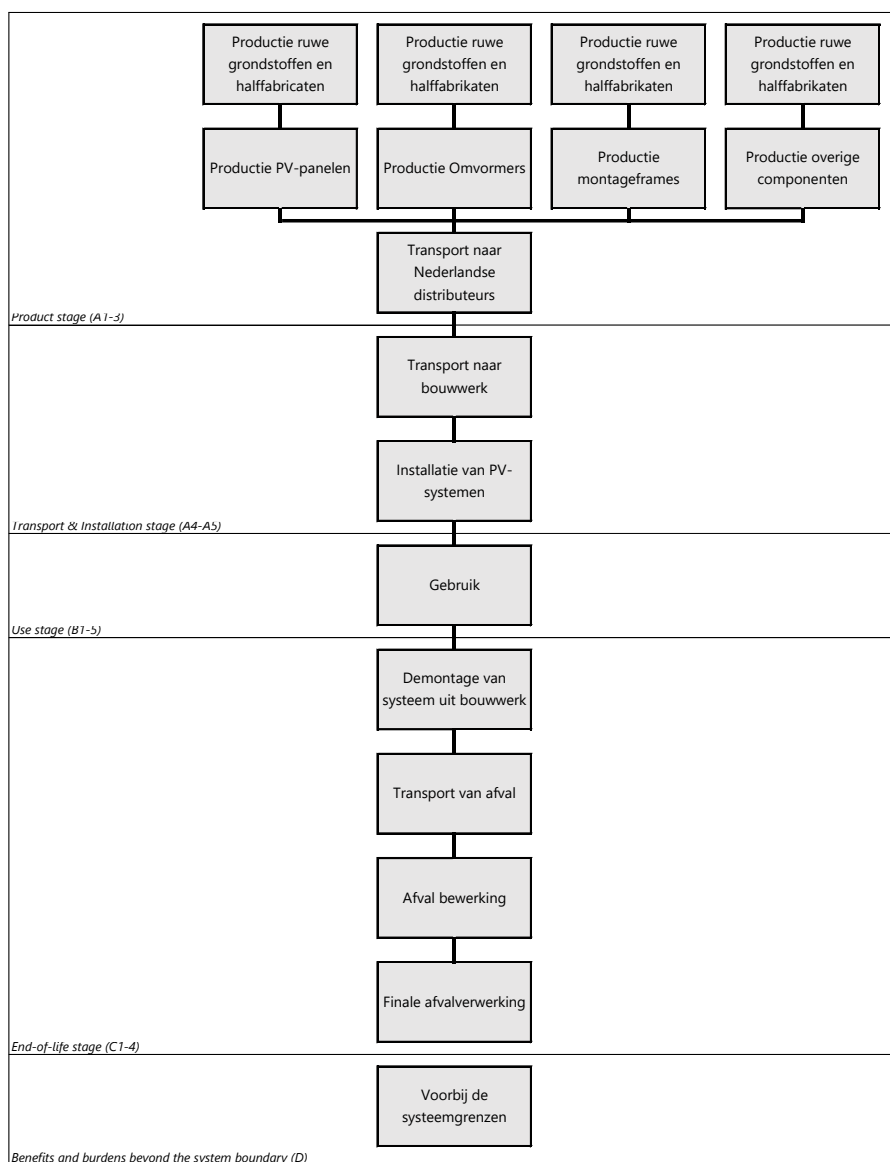 Productie ruwe
grondstoffen en
halffabricaten
Productie ruwe
grondstoffen en
halffabrikaten
Productie ruwe
grondstoffen en
halffabrikaten
Productie ruwe
grondstoffen en
halffabrikaten
Productie PV-panelen
Productie Omvormers
Productie
montageframes
Productie overige
componenten
Transport naar
Nederlandse
distributeurs
Product stage (A1-3)
Transport naar
bouwwerk
Installatie van PV-
systemen
Transport & Installation stage (A4-A5)
Gebruik
Use stage (B1-5)
Demontage van
systeem uit bouwwerk
Transport van afval
Afval bewerking
Finale afvalverwerking
End-of-life stage (C1-4)
Voorbij de
systeemgrenzen
Benefits and burdens beyond the system boundary (D)